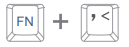 FN + , <